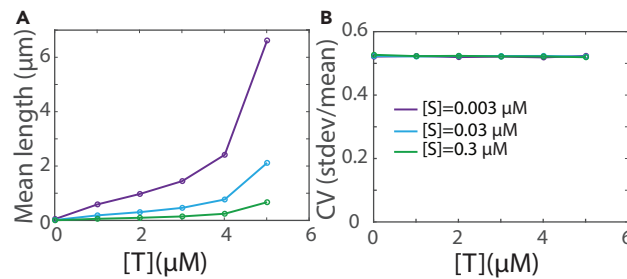 A
Mean length (μm)
6
4
2
0
0
2
4
6
[T](μM)
B
CV (stdev/mean)
0.6
0.4
0.2
0
[S]=0.003 μM
[S]=0.03 μM
[S]=0.3 μM
0
2
4
6
[T](μM)